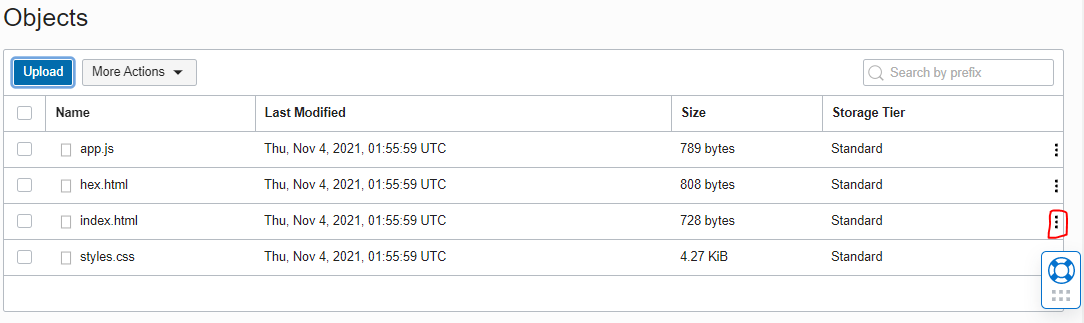 Objects
Upload More Actions Search by prefix
Name Last Modified Size Storage Tier
app.js Thu, Nov 4, 2021, 01:55:59 UTC 789 bytes Standard
hex.html Thu, Nov 4, 2021, 01:55:59 UTC 808 bytes Standard
index.html Thu, Nov 4, 2021, 01:55:59 UTC 728 bytes Standard
styles.css Thu, Nov 4, 2021, 01:55:59 UTC 4.27 KiB Standard